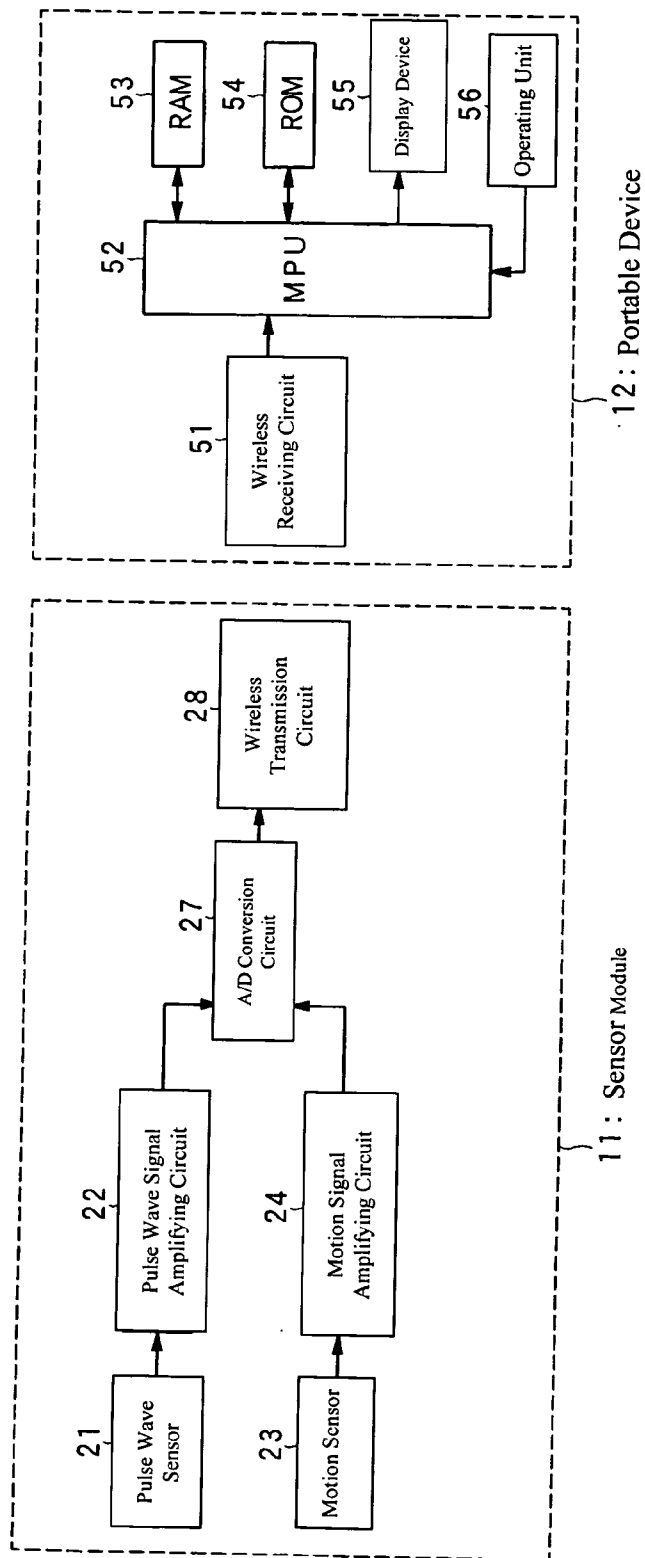 21
Pulse Wave
Sensor
22
Pulse Wave Signal
Amplifying Circuit
23
Motion Sensor
24
Motion Signal
Amplifying Circuit
27
A/D Conversion
Circuit
28
Wireless
Transmission
Circuit
11: Sensor Module
51
Wireless
Receiving Circuit
52
MPU
53
RAM
54
ROM
55
Display Device
56
Operating Unit
12: Portable Device